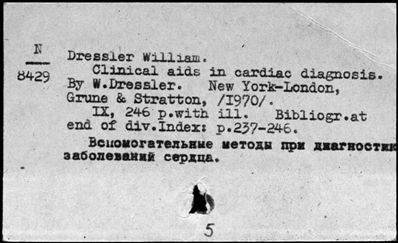 N
8429
Dressler William.
Clinical aids in cardiac diagnosis.
By W.Dressler. New York-London,
Grune & Stratton, /1970/.
IX, 246 p.with ill. Bibliogr.at
end of div.Index: p.237-246.
Вспомогательные методы при диагностик
заболеваний сердца.
5